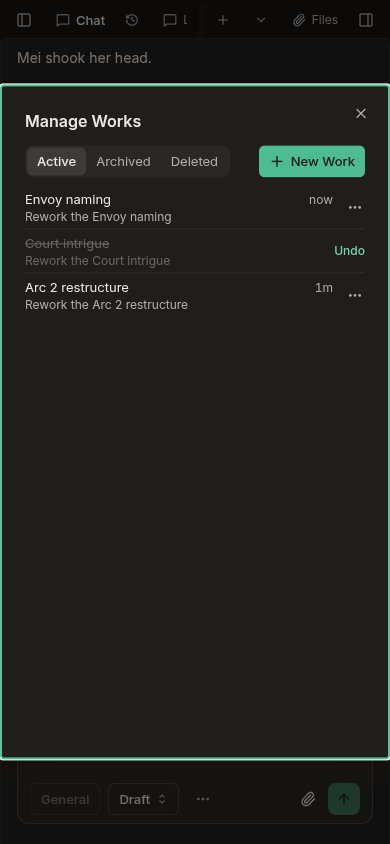 Chat
Files
Mei shook her head.
Manage Works
Active
Archived
Deleted
New Work
Envoy naming
now
Rework the Envoy naming
Court intrigue
Rework the Court intrigue
Undo
Arc 2 restructure
1m
Rework the Arc 2 restructure
General
Draft